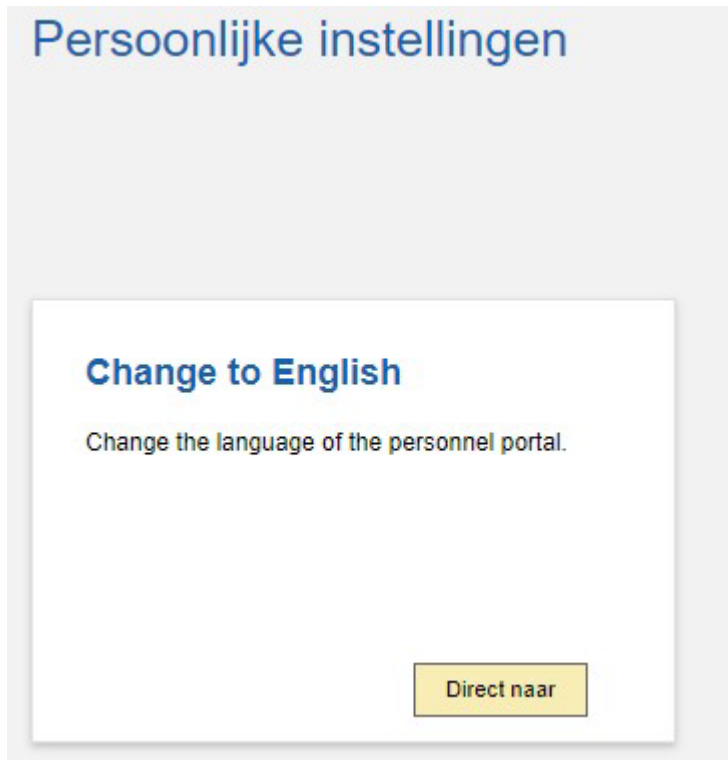 Persoonlijke instellingen
Change to English
Change the language of the personnel portal.
Direct naar